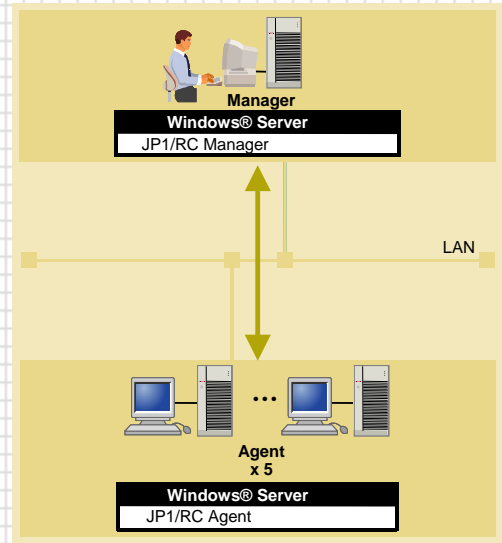 Manager
Windows® Server
JP1/RC Manager
LAN
...
Agent
x 5
Windows® Server
JP1/RC Agent